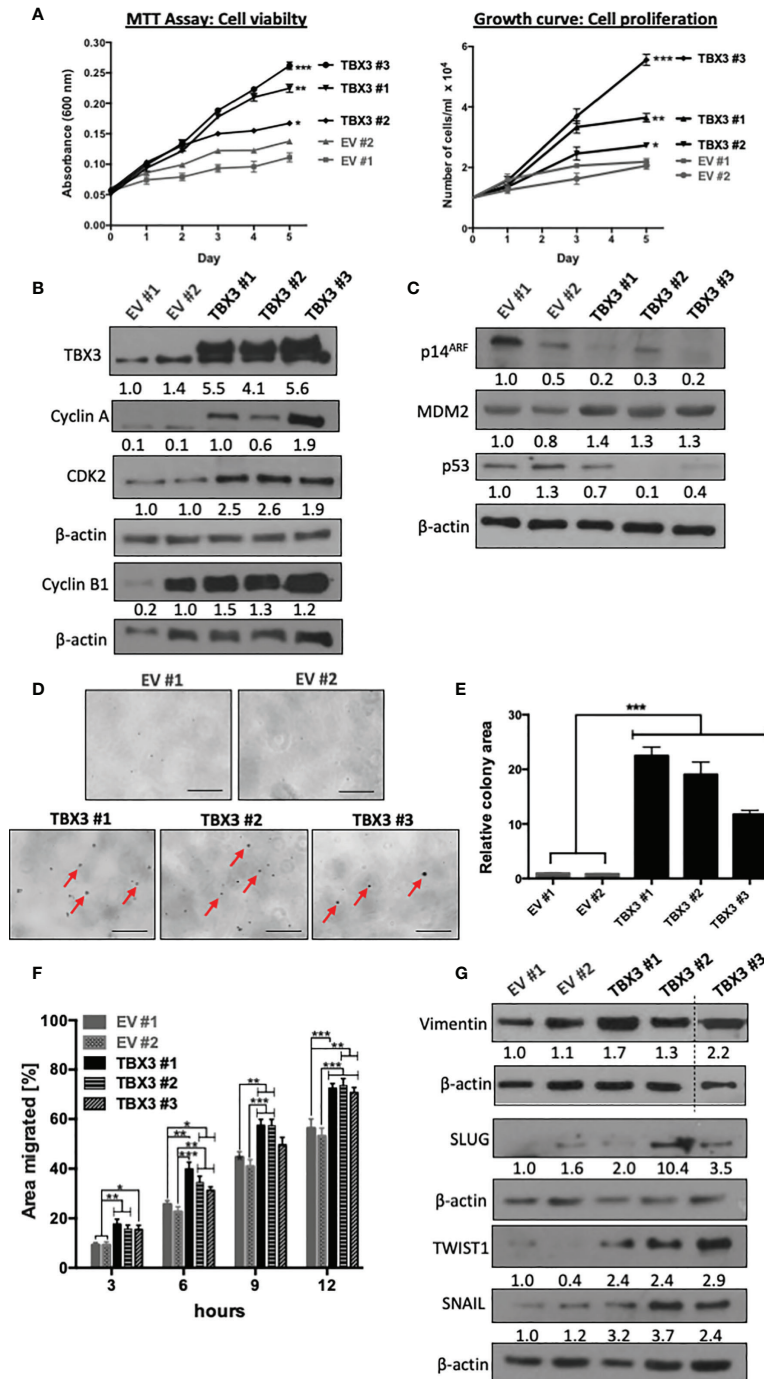 A
MTT Assay: Cell viabilty
Absorbance (600 nm)
0.30
0.25
0.20
0.15
0.10
0.05
0.00
0 1 2 3 4 5
Day
*** TBX3 #3
** TBX3 #1
* TBX3 #2
EV #2
EV #1
Growth curve: Cell proliferation
Number of cells/ml x 10⁴
6
4
2
0
0 1 2 3 4 5
Day
*** TBX3 #3
** TBX3 #1
* TBX3 #2
EV #1
EV #2
B
EV #1 EV #2 TBX3 #1 TBX3 #2 TBX3 #3
TBX3
1.0 1.4 5.5 4.1 5.6
Cyclin A
0.1 0.1 1.0 0.6 1.9
CDK2
1.0 1.0 2.5 2.6 1.9
β-actin
Cyclin B1
0.2 1.0 1.5 1.3 1.2
β-actin
C
EV #1 EV #2 TBX3 #1 TBX3 #2 TBX3 #3
p14ᴬᴿᶠ
1.0 0.5 0.2 0.3 0.2
MDM2
1.0 0.8 1.4 1.3 1.3
p53
1.0 1.3 0.7 0.1 0.4
β-actin
D
EV #1 EV #2
TBX3 #1 TBX3 #2 TBX3 #3
E
Relative colony area
30
20
10
0
***
EV #1 EV #2 TBX3 #1 TBX3 #2 TBX3 #3
F
Area migrated [%]
100
80
60
40
20
0
EV #1
EV #2
TBX3 #1
TBX3 #2
TBX3 #3
*
**
*
**
**
***
**
***
***
**
***
3 6 9 12
hours
G
EV #1 EV #2 TBX3 #1 TBX3 #2 TBX3 #3
Vimentin
1.0 1.1 1.7 1.3 2.2
β-actin
SLUG
1.0 1.6 2.0 10.4 3.5
β-actin
TWIST1
1.0 0.4 2.4 2.4 2.9
SNAIL
1.0 1.2 3.2 3.7 2.4
β-actin